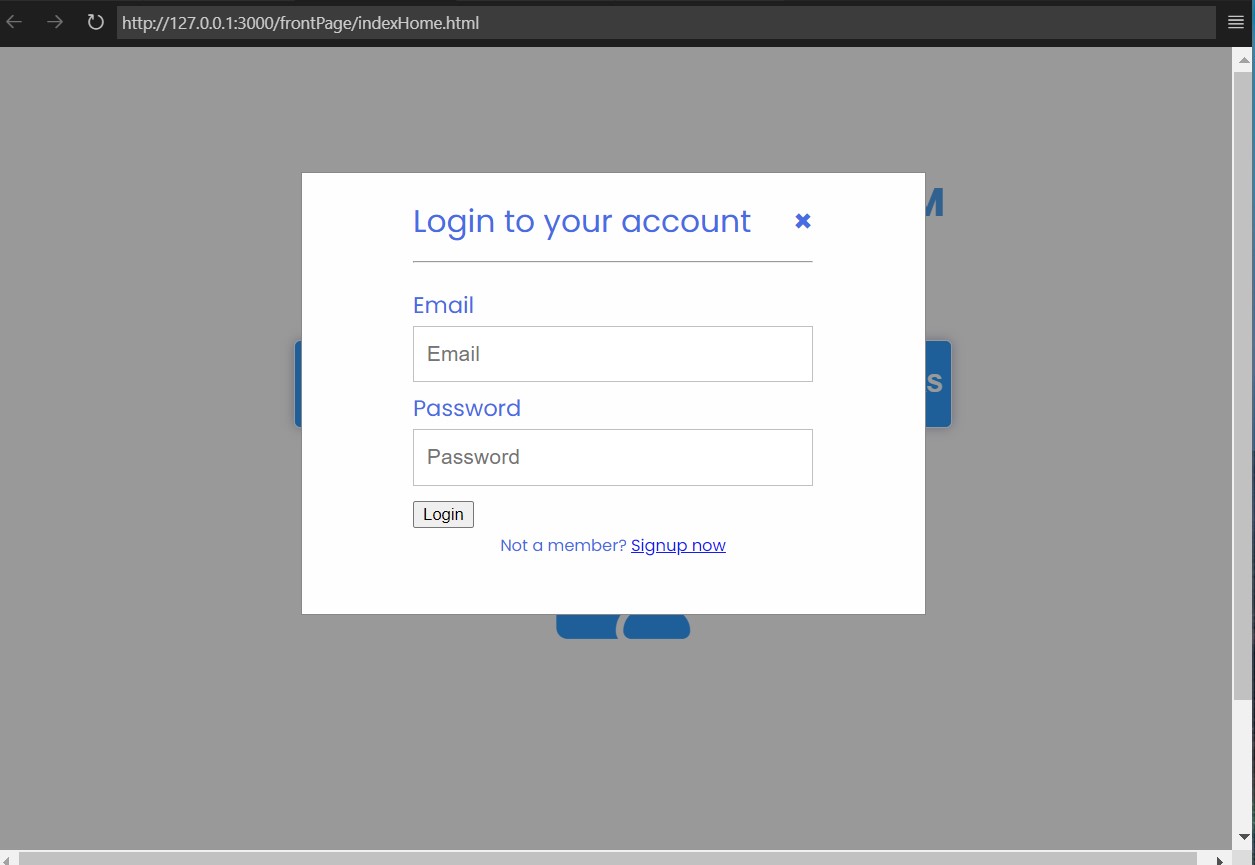 http://127.0.0.1:3000/frontPage/indexHome.html
M
Login to your account ✖
Email
Email
S
Password
Password
Login
Not a member? Signup now